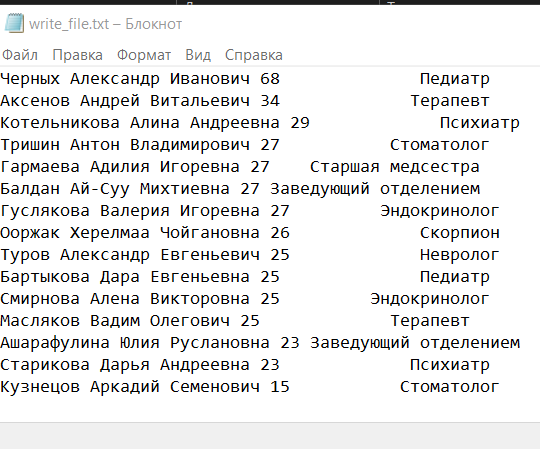 write_file.txt – Блокнот
Файл Правка Формат Вид Справка
Черных Александр Иванович 68 Педиатр
Аксенов Андрей Витальевич 34 Терапевт
Котельникова Алина Андреевна 29 Психиатр
Тришин Антон Владимирович 27 Стоматолог
Гармаева Адилия Игоревна 27 Старшая медсестра
Балдан Ай-Суу Михтиевна 27 Заведующий отделением
Гуслякова Валерия Игоревна 27 Эндокринолог
Ооржак Херелмаа Чойгановна 26 Скорпион
Туров Александр Евгеньевич 25 Невролог
Бартыкова Дара Евгеньевна 25 Педиатр
Смирнова Алена Викторовна 25 Эндокринолог
Масляков Вадим Олегович 25 Терапевт
Ашарафулина Юлия Руслановна 23 Заведующий отделением
Старикова Дарья Андреевна 23 Психиатр
Кузнецов Аркадий Семенович 15 Стоматолог